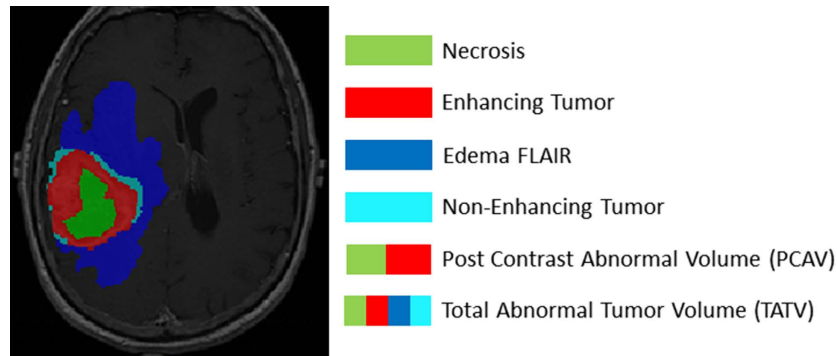 Necrosis
Enhancing Tumor
Edema FLAIR
Non-Enhancing Tumor
Post Contrast Abnormal Volume (PCAV)
Total Abnormal Tumor Volume (TATV)